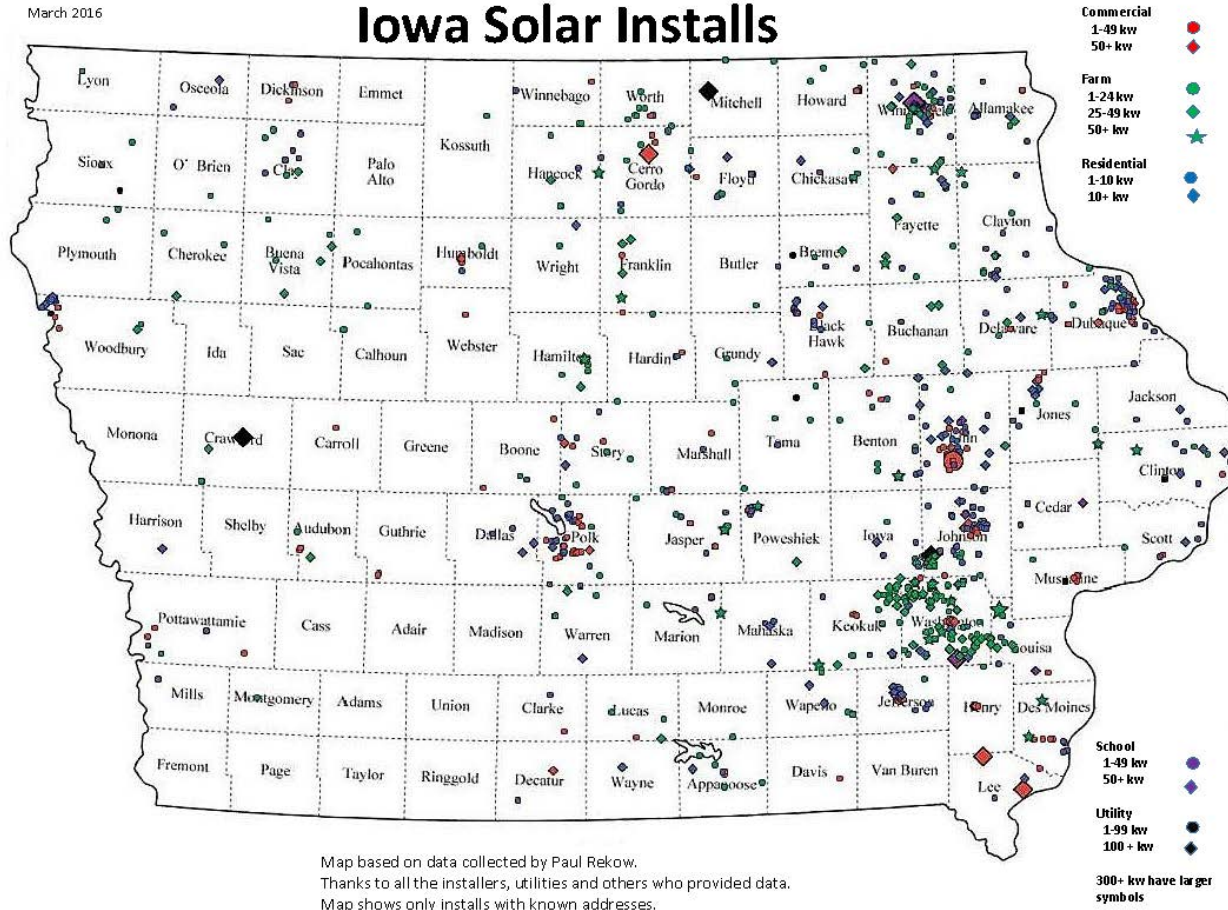 March 2016
Iowa Solar Installs
Commercial
1-49 kw
50+ kw
Farm
1-24 kw
25-49 kw
50+ kw
Residential
1-10 kw
10+ kw
Lyon
Osceola
Dickinson
Emmet
Winnebago
Worth
Mitchell
Howard
Allamakee
Kossuth
Sioux
O' Brien
Clay
Palo
Alto
Hancock
Cerro
Gordo
Floyd
Chickasaw
Fayette
Clayton
Plymouth
Cherokee
Buena
Vista
Pocahontas
Humboldt
Wright
Franklin
Butler
Bremer
Woodbury
Ida
Sac
Calhoun
Webster
Hamilton
Hardin
Grundy
Black
Hawk
Buchanan
Delaware
Dubuque
Monona
Crawford
Carroll
Greene
Boone
Story
Marshall
Tama
Benton
Linn
Jones
Jackson
Clinton
Harrison
Shelby
Audubon
Guthrie
Dallas
Polk
Jasper
Poweshiek
Iowa
Johnson
Cedar
Scott
Muscatine
Pottawattamie
Cass
Adair
Madison
Warren
Marion
Mahaska
Keokuk
Washington
Louisa
Mills
Montgomery
Adams
Union
Clarke
Lucas
Monroe
Wapello
Jefferson
Henry
Des Moines
Fremont
Page
Taylor
Ringgold
Decatur
Wayne
Appanoose
Davis
Van Buren
Lee
School
1-49 kw
50+ kw
Utility
1-99 kw
100 + kw
300+ kw have larger
symbols
Map based on data collected by Paul Rekow.
Thanks to all the installers, utilities and others who provided data.
Map shows only installs with known addresses.